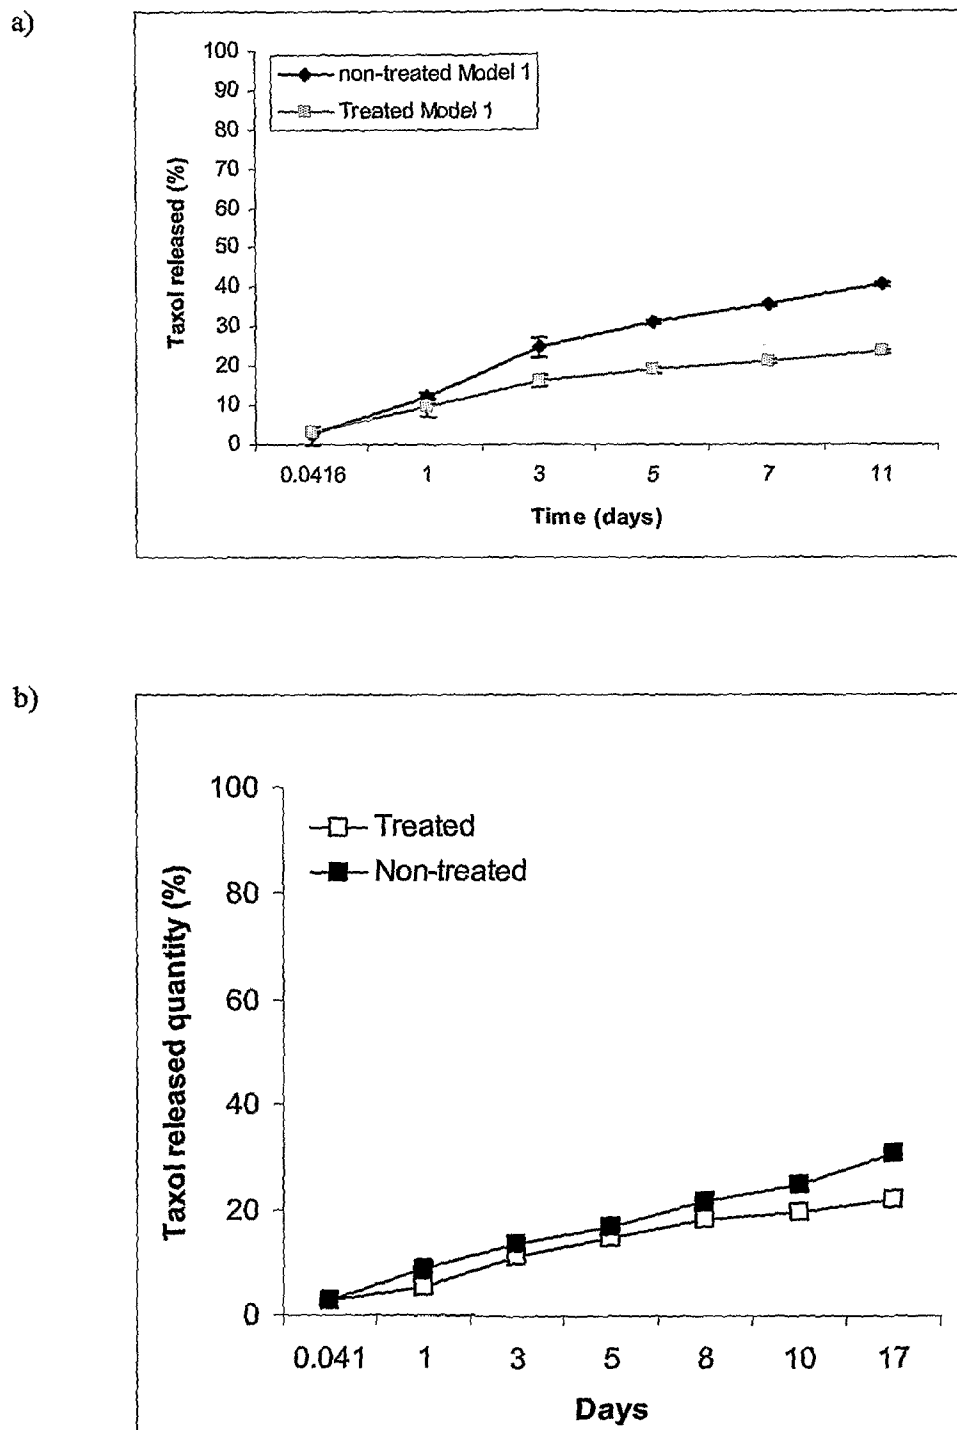 a)
100
90
80
70
60
50
40
30
20
10
0
Taxol released (%)
non-treated Model 1
Treated Model 1
0.0416 1 3 5 7 11
Time (days)
b)
100
80
60
40
20
0
Taxol released quantity (%)
Treated
Non-treated
0.041 1 3 5 8 10 17
Days